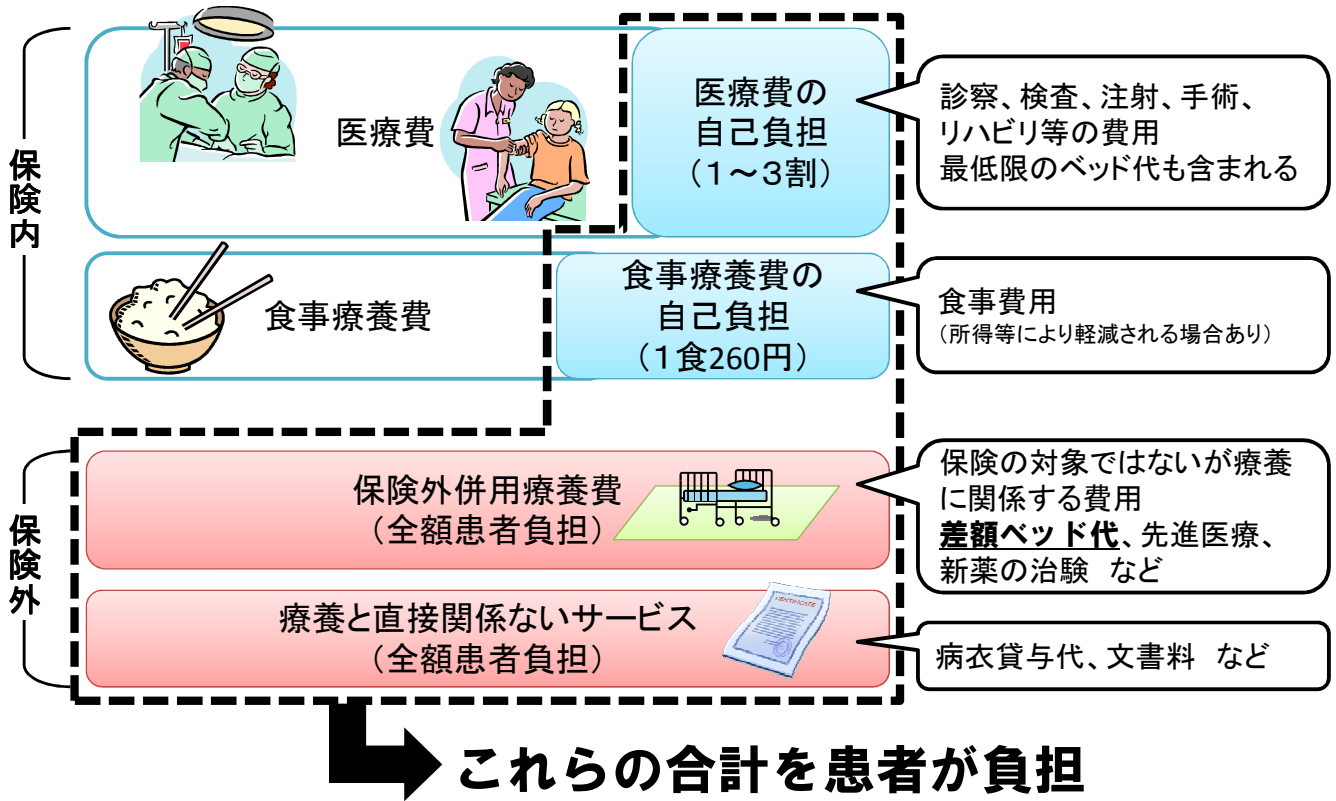 保険内
医療費
医療費の
自己負担
（１～３割）
診察、検査、注射、手術、
リハビリ等の費用
最低限のベッド代も含まれる
食事療養費
食事療養費の
自己負担
（１食260円）
食事費用
（所得等により軽減される場合あり）
保険外
保険外併用療養費
（全額患者負担）
保険の対象ではないが療養
に関係する費用
差額ベッド代、先進医療、
新薬の治験　など
療養と直接関係ないサービス
（全額患者負担）
CERTIFICATE
病衣貸与代、文書料　など
これらの合計を患者が負担